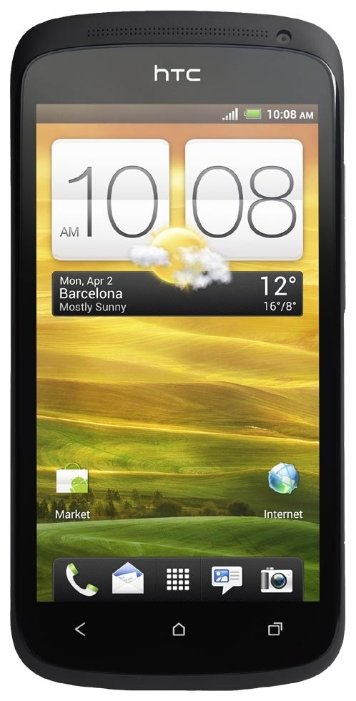 hTC
10:08 AM
AM 10 08
Mon, Apr 2
Barcelona
Mostly Sunny
12°
16°/8°
Market
Internet